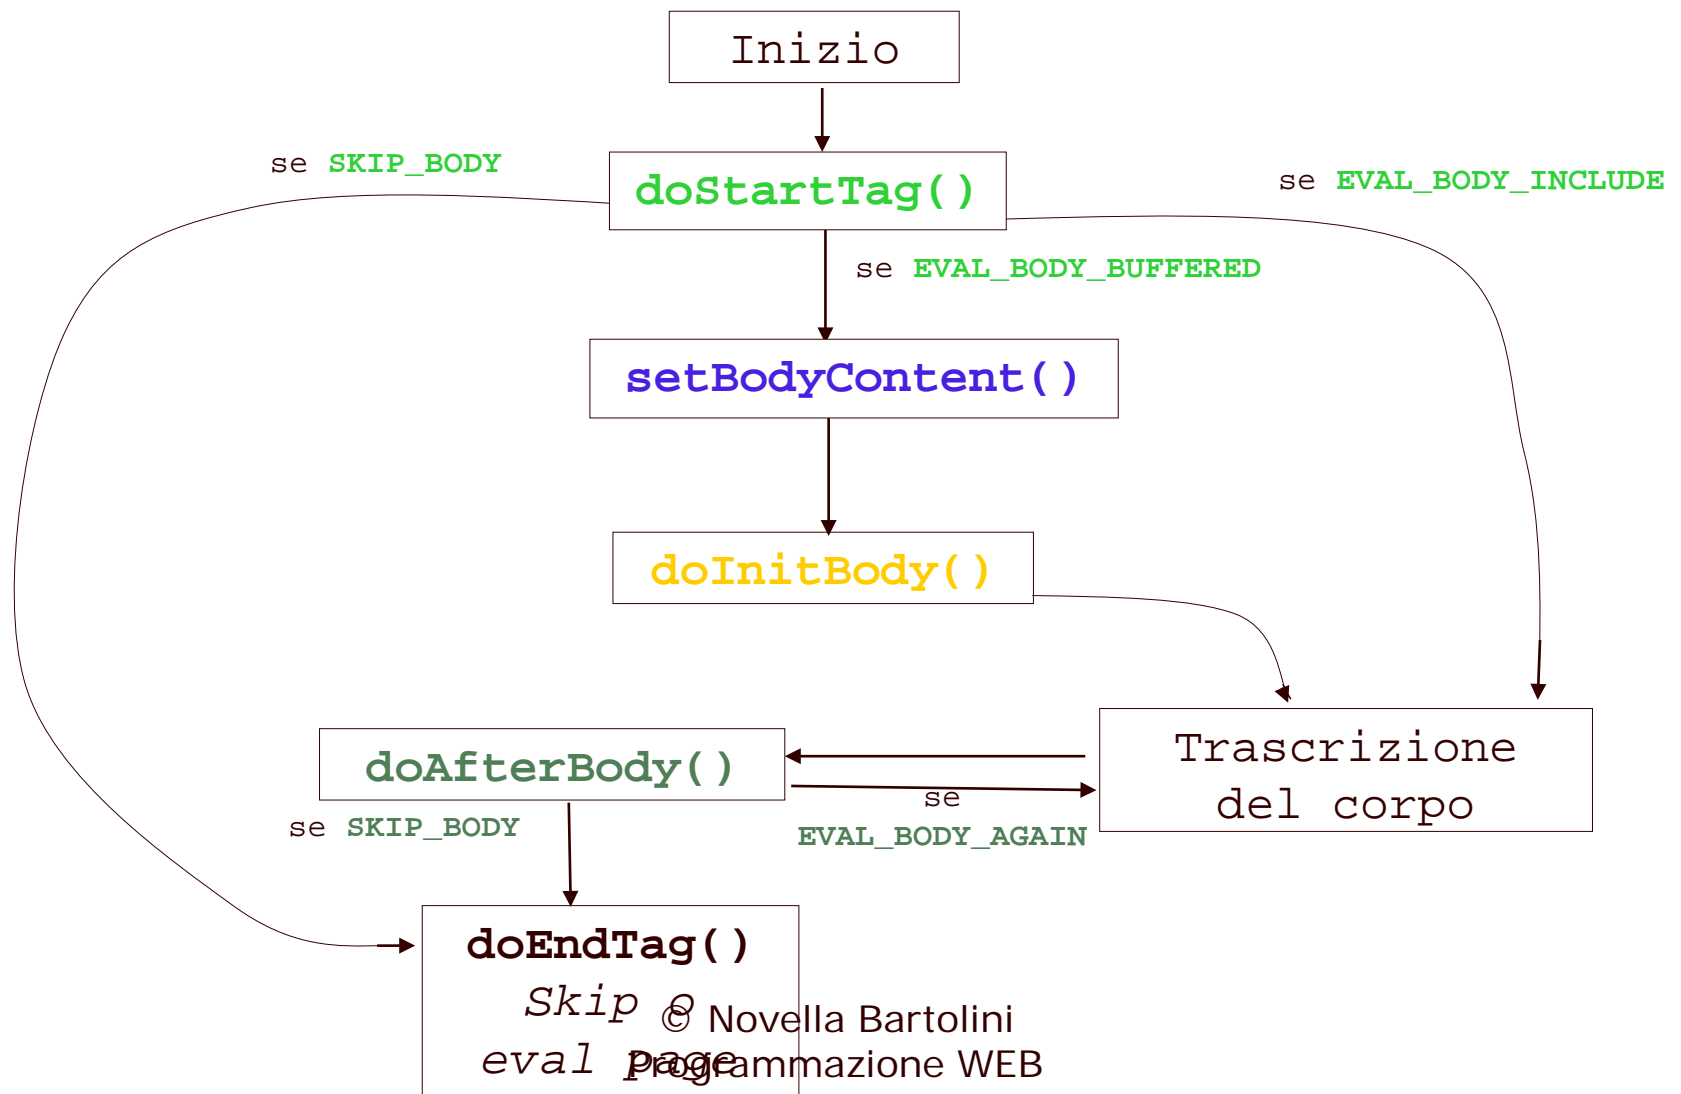 Inizio
se SKIP_BODY
doStartTag()
se EVAL_BODY_INCLUDE
se EVAL_BODY_BUFFERED
setBodyContent()
doInitBody()
Trascrizione
del corpo
doAfterBody()
se
EVAL_BODY_AGAIN
se SKIP_BODY
doEndTag()
Skip o
eval page
© Novella Bartolini
Programmazione WEB